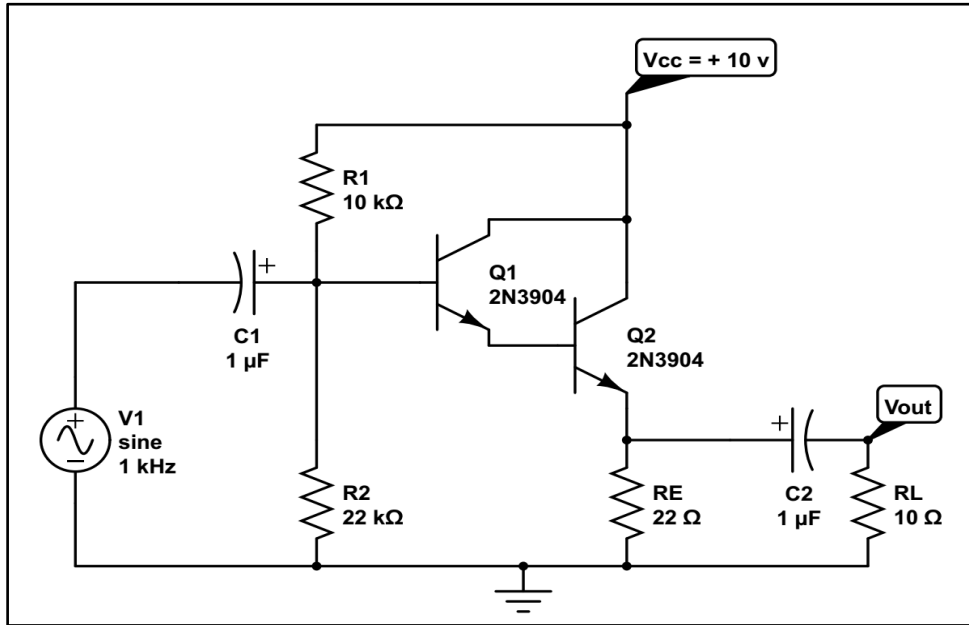 Vcc = + 10 v
R1
10 kΩ
+
C1
1 µF
Q1
2N3904
Q2
2N3904
V1
sine
1 kHz
+
−
R2
22 kΩ
RE
22 Ω
+
C2
1 µF
Vout
RL
10 Ω